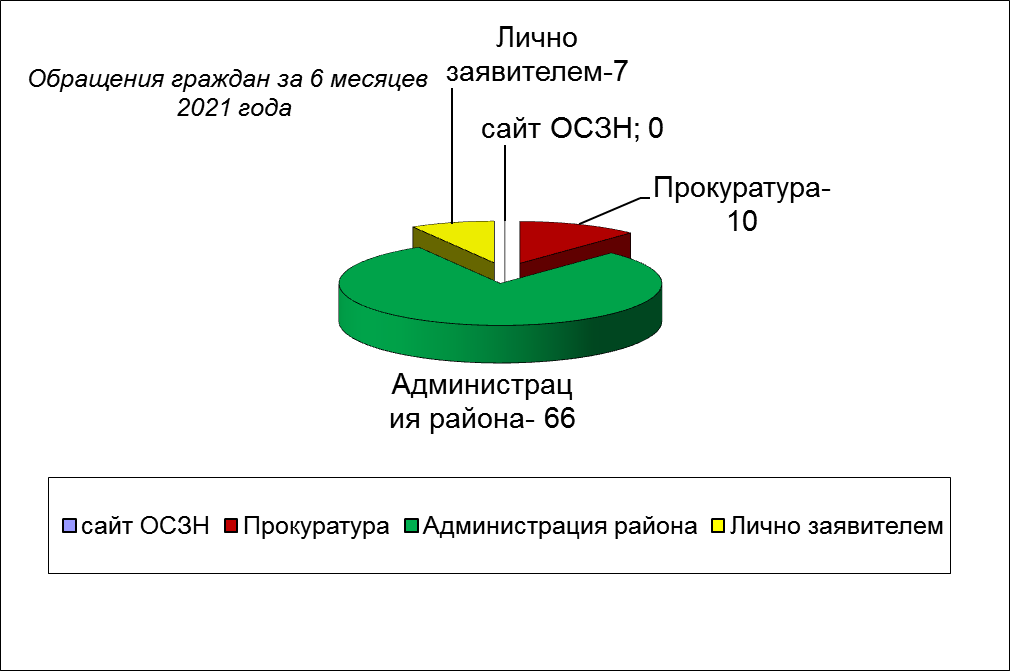 Обращения граждан за 6 месяцев
2021 года
Лично
заявителем-7
сайт ОСЗН; 0
Прокуратура-
10
Администрац
ия района- 66
сайт ОСЗН Прокуратура Администрация района Лично заявителем